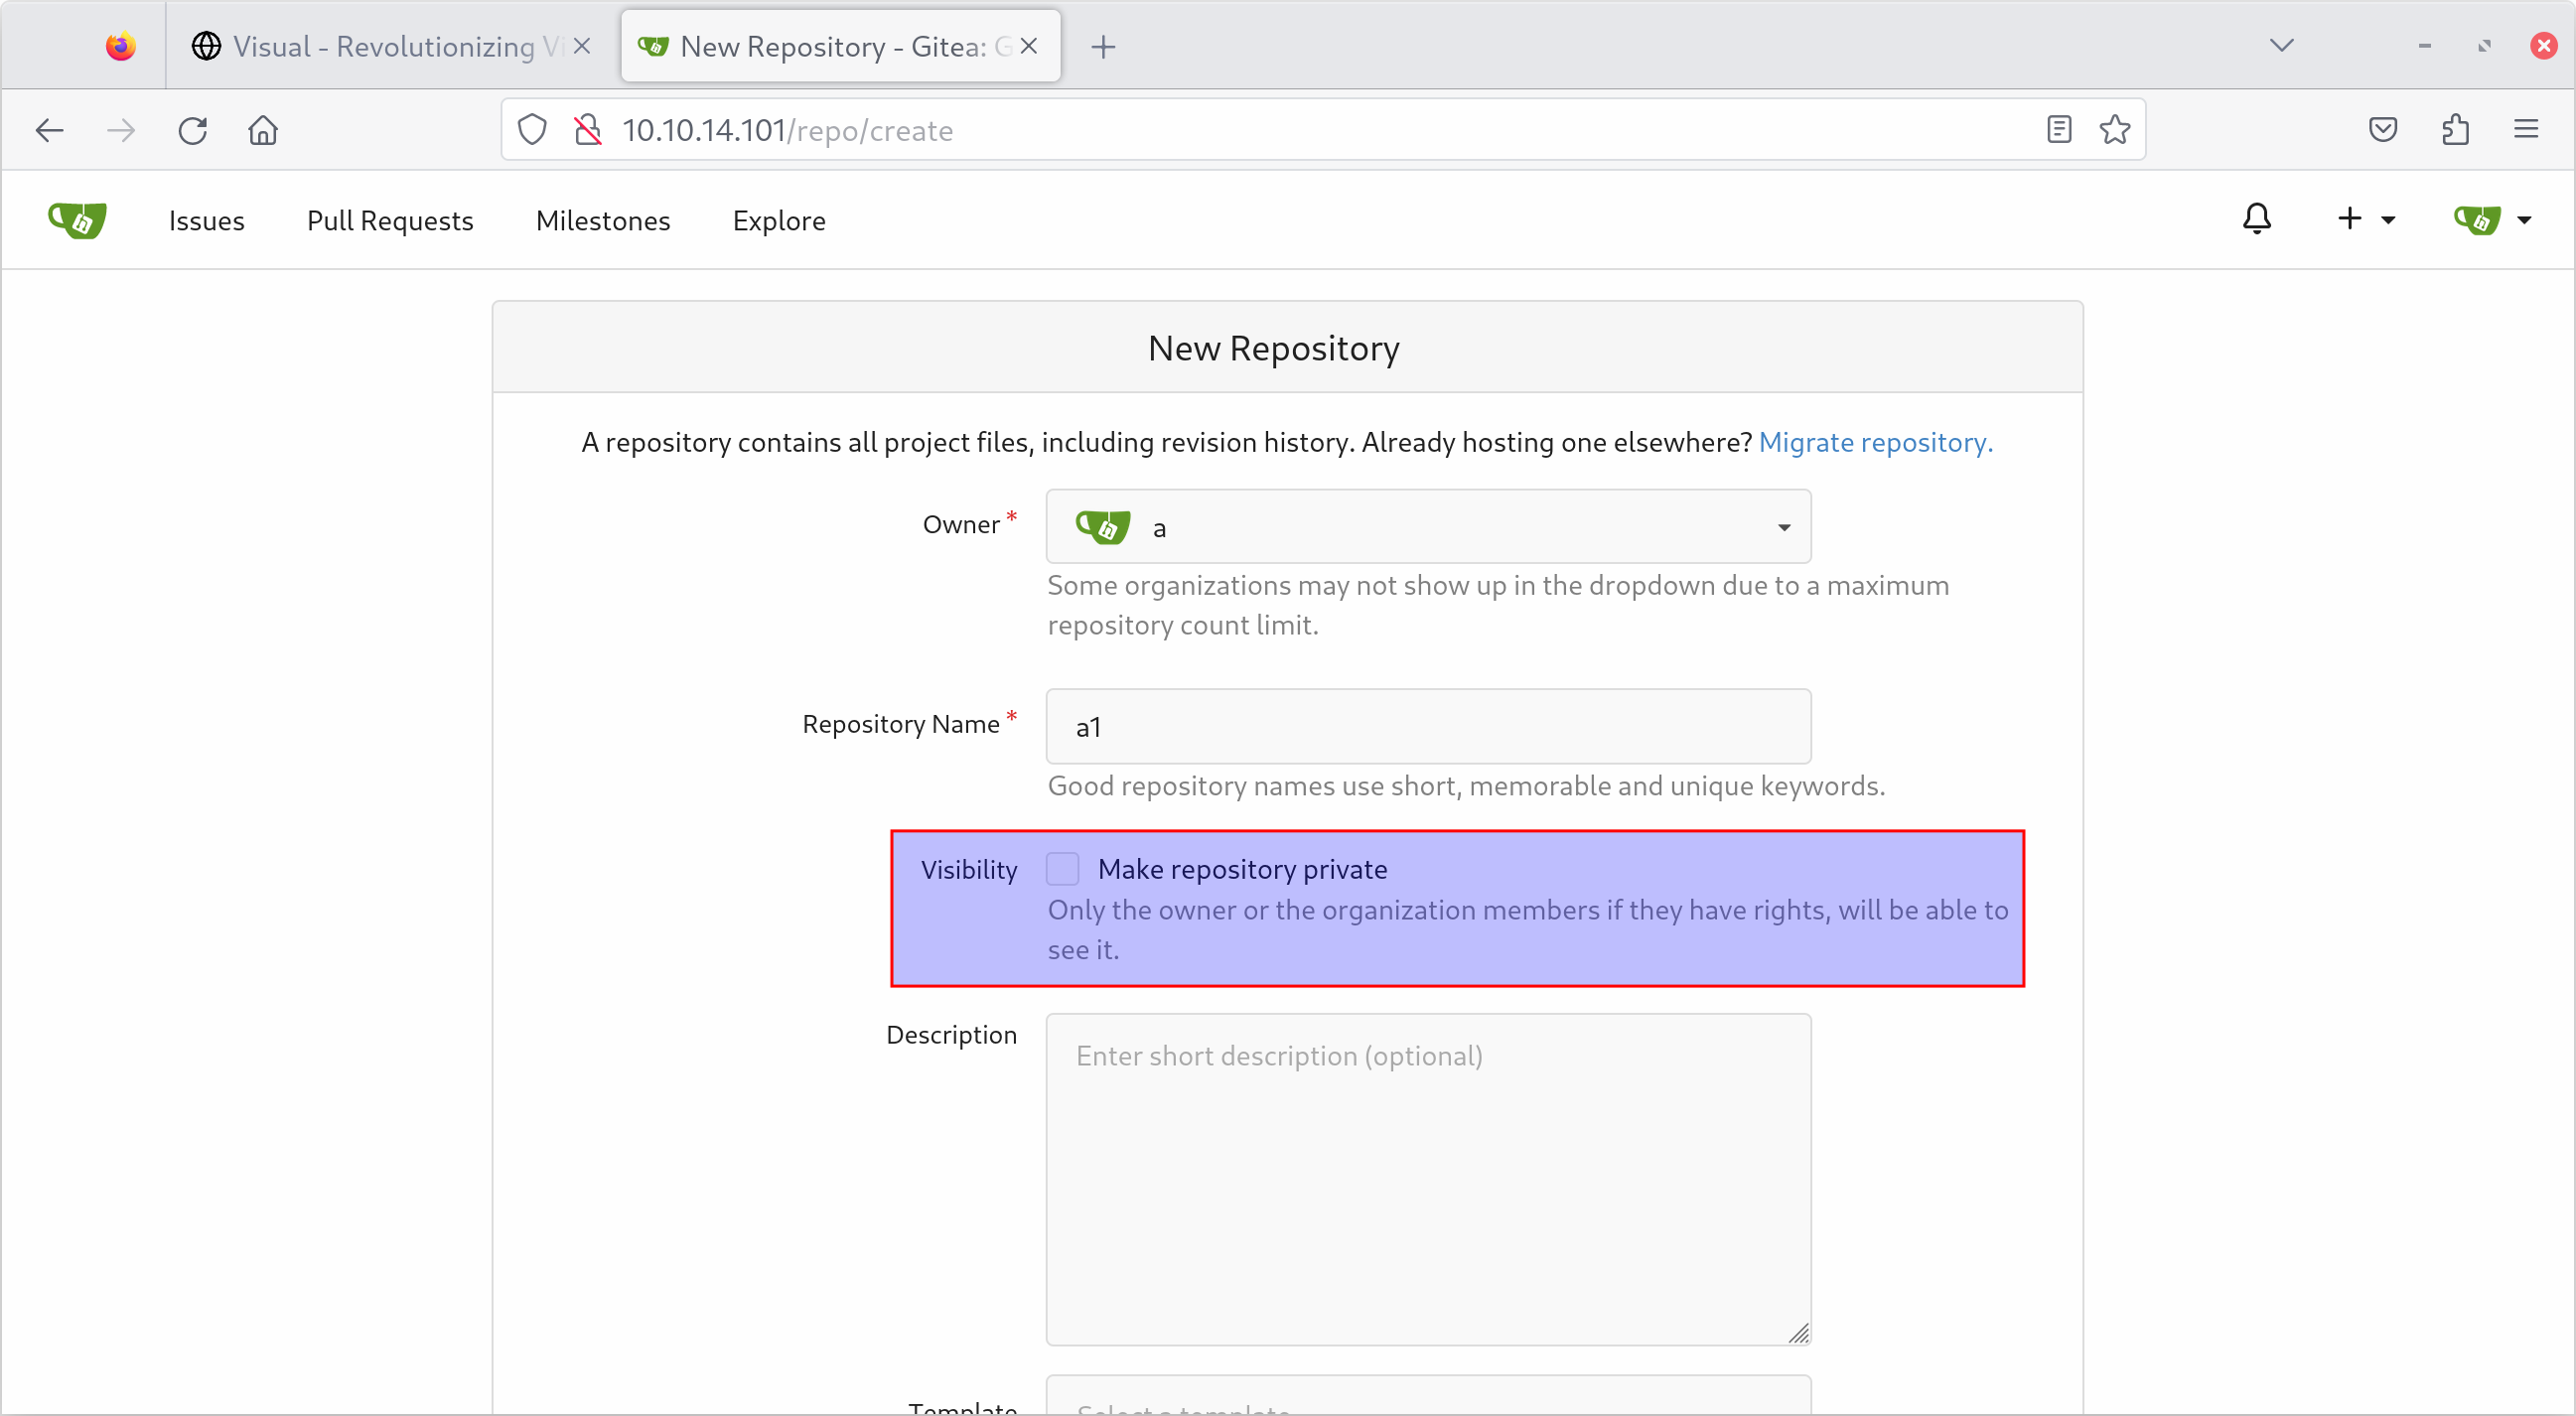 Visual - Revolutionizing Vi
New Repository - Gitea: G
10.10.14.101/repo/create
Issues Pull Requests Milestones Explore
New Repository
A repository contains all project files, including revision history. Already hosting one elsewhere? Migrate repository.
Owner * a
Some organizations may not show up in the dropdown due to a maximum
repository count limit.
Repository Name * a1
Good repository names use short, memorable and unique keywords.
Visibility Make repository private
Only the owner or the organization members if they have rights, will be able to
see it.
Description
Enter short description (optional)
Template Select a template